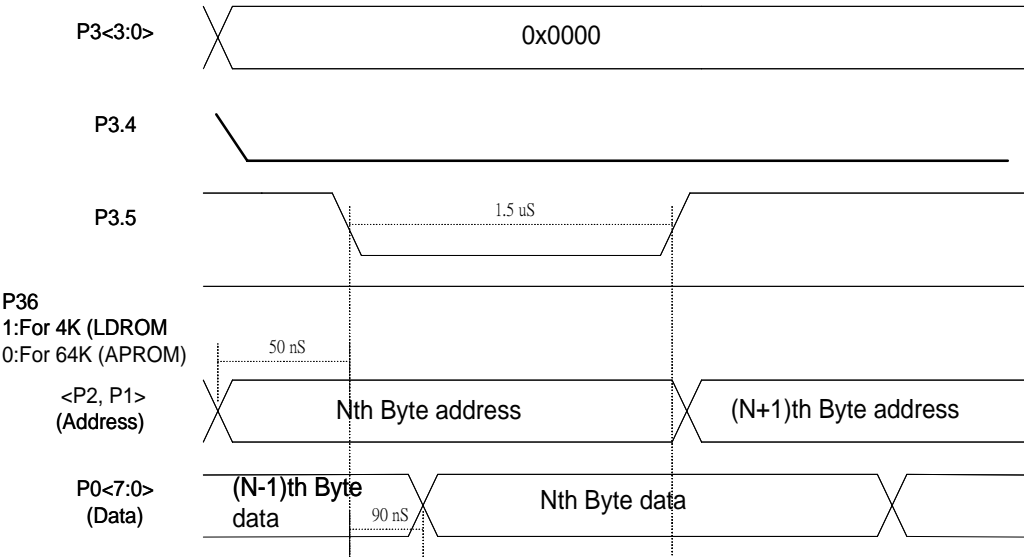 P3<3:0>
0x0000
P3.4
P3.5
1.5 uS
P36
1:For 4K (LDROM
0:For 64K (APROM)
50 nS
<P2, P1>
(Address)
Nth Byte address
(N+1)th Byte address
P0<7:0>
(Data)
(N-1)th Byte
data
90 nS
Nth Byte data